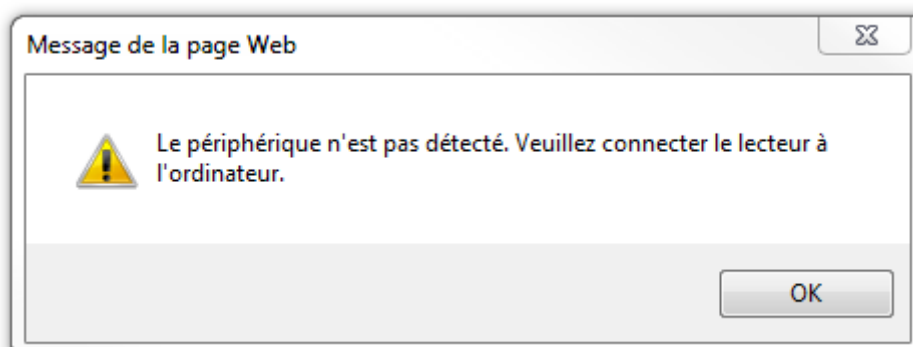 Message de la page Web
Le périphérique n'est pas détecté. Veuillez connecter le lecteur à
l'ordinateur.
OK